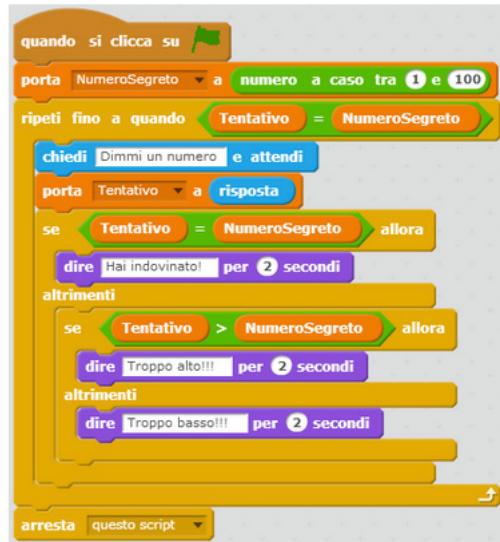 quando si clicca su
porta NumeroSegreto a numero a caso tra 1 e 100
ripeti fino a quando Tentativo = NumeroSegreto
chiedi Dimmi un numero e attendi
porta Tentativo a risposta
se Tentativo = NumeroSegreto allora
dire Hai indovinato! per 2 secondi
altrimenti
se Tentativo > NumeroSegreto allora
dire Troppo alto!!! per 2 secondi
altrimenti
dire Troppo basso!!! per 2 secondi
arresta questo script